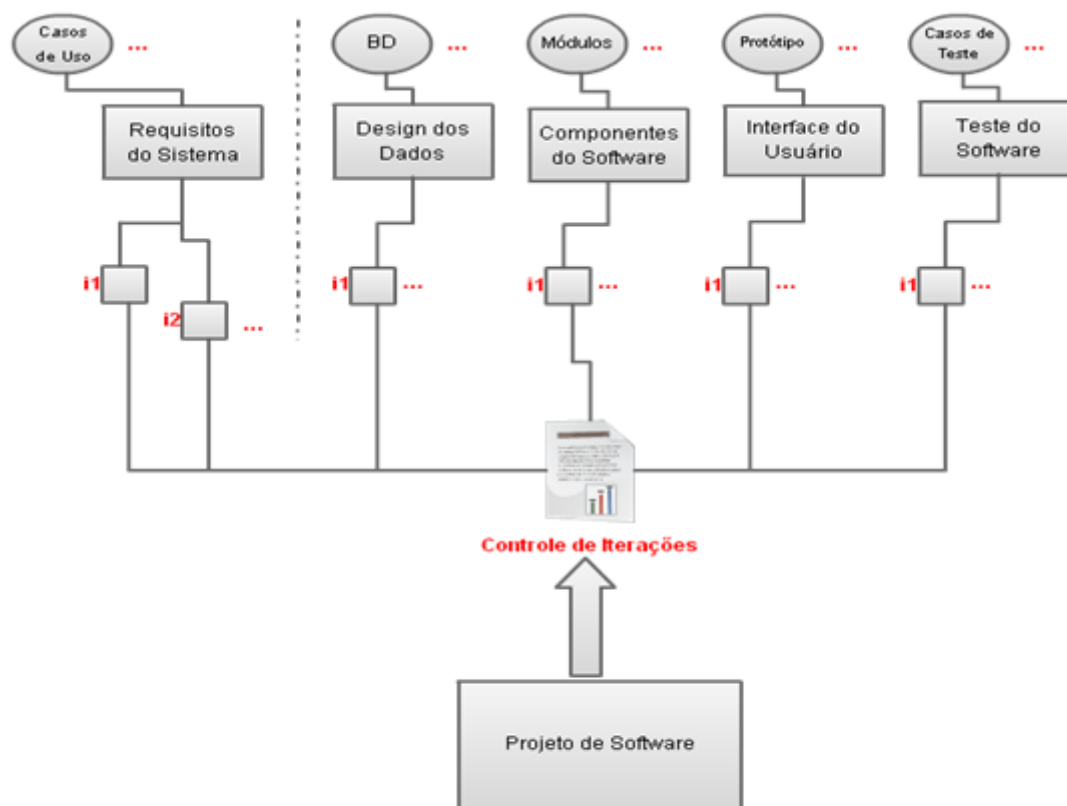 Casos
de Uso
...
BD
...
Módulos
...
Protótipo
...
Casos de
Teste
...
Requisitos
do Sistema
Design dos
Dados
Componentes
do Software
Interface do
Usuário
Teste do
Software
i1
i2
...
i1
...
i1
...
i1
...
i1
...
Controle de Iterações
Projeto de Software